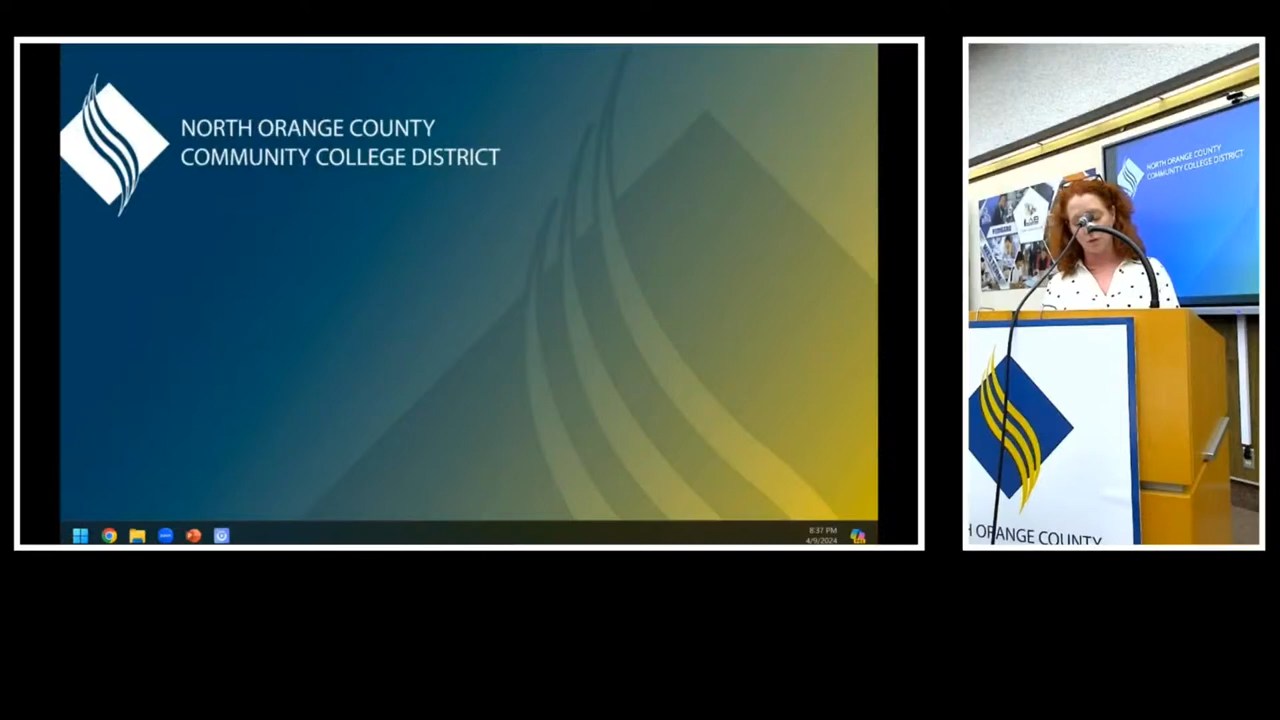 NORTH ORANGE COUNTY
COMMUNITY COLLEGE DISTRICT
8:37 PM
4/9/2024
NORTH ORANGE COUNTY
COMMUNITY COLLEGE DISTRICT
H ORANGE COUNTY